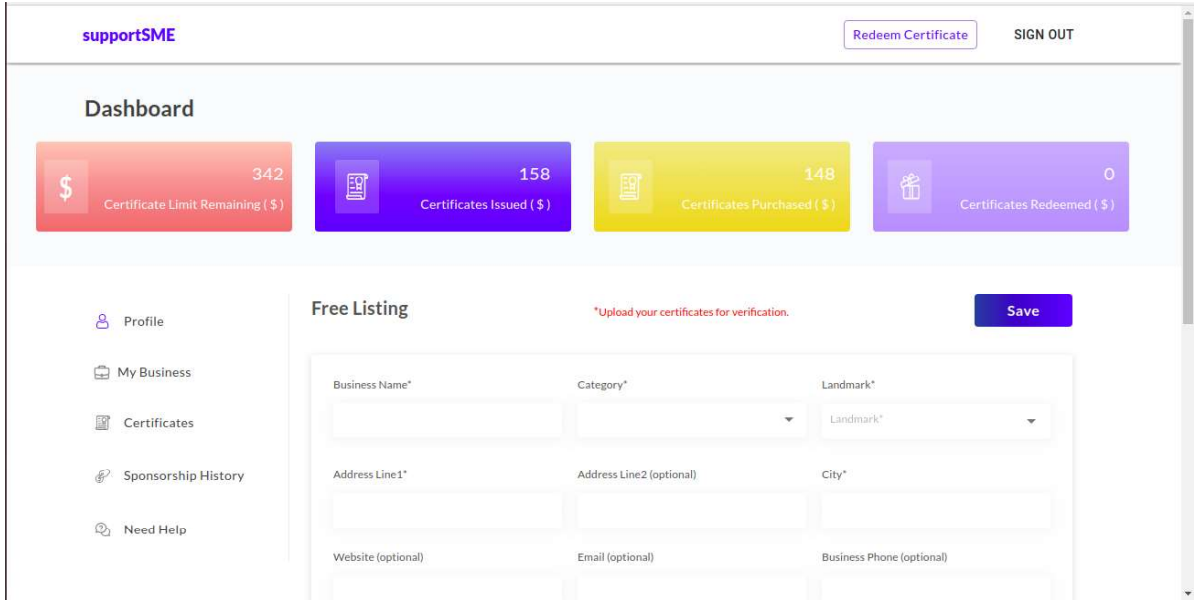 supportSME
Redeem Certificate
SIGN OUT
Dashboard
$
342
Certificate Limit Remaining ( $ )
158
Certificates Issued ( $ )
148
Certificates Purchased ( $ )
0
Certificates Redeemed ( $ )
Profile
My Business
Certificates
Sponsorship History
Need Help
Free Listing
*Upload your certificates for verification.
Save
Business Name*
Category*
Landmark*
Landmark*
Address Line1*
Address Line2 (optional)
City*
Website (optional)
Email (optional)
Business Phone (optional)